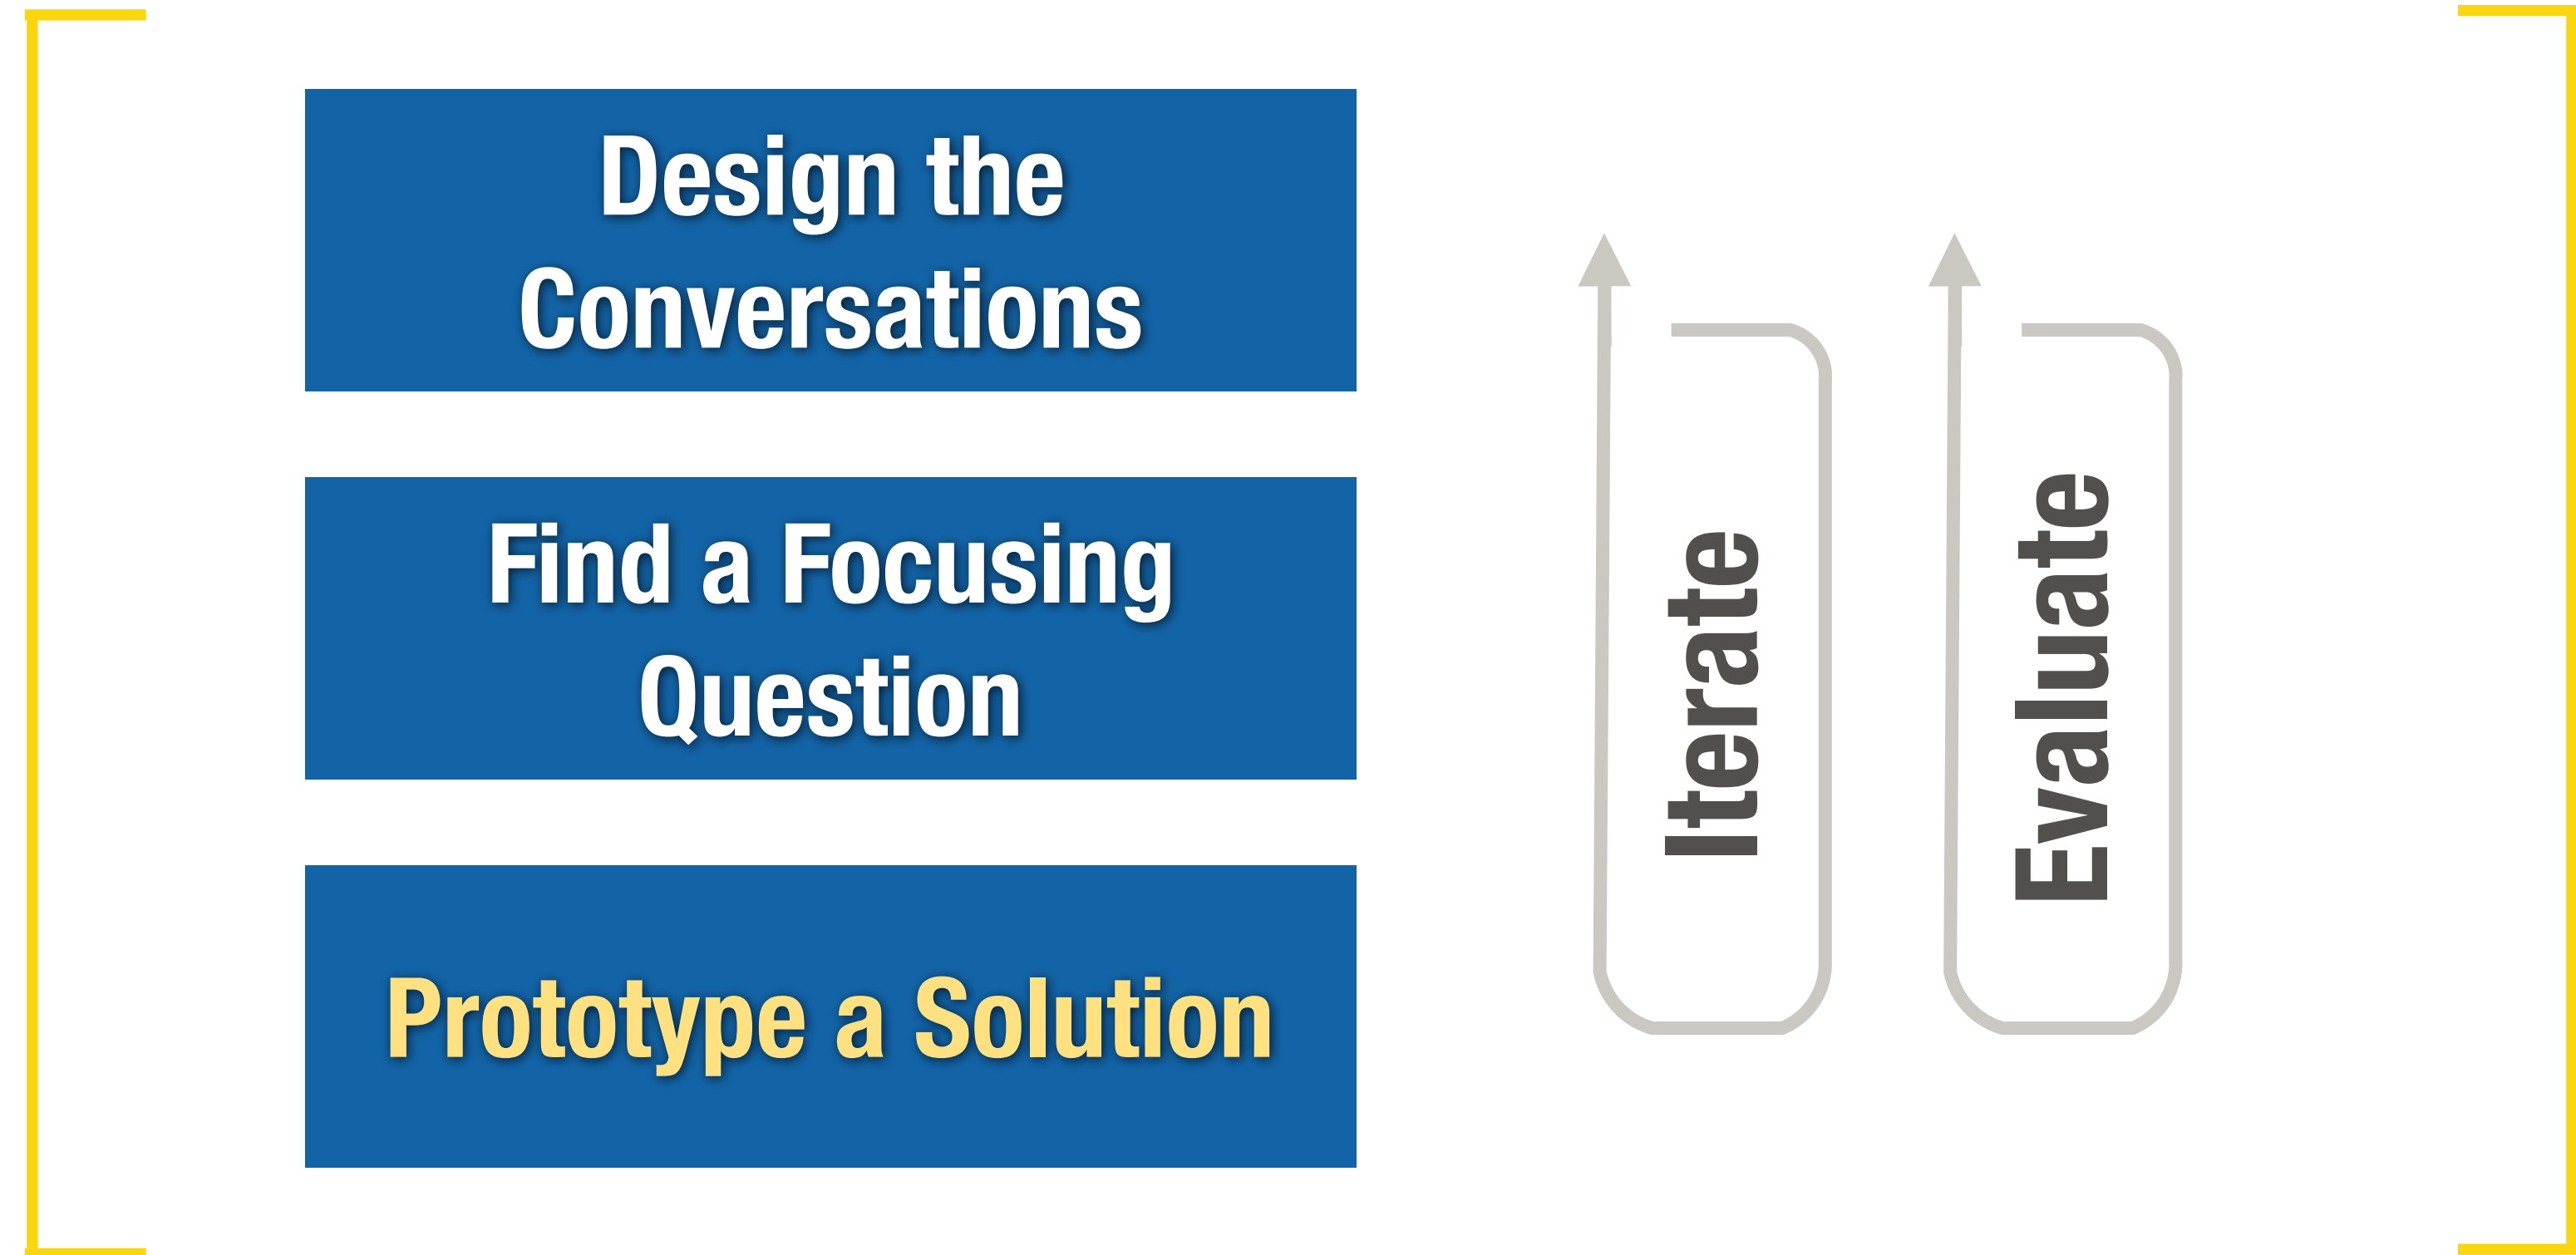 Design the
Conversations
Find a Focusing
Question
Prototype a Solution
Iterate
Evaluate